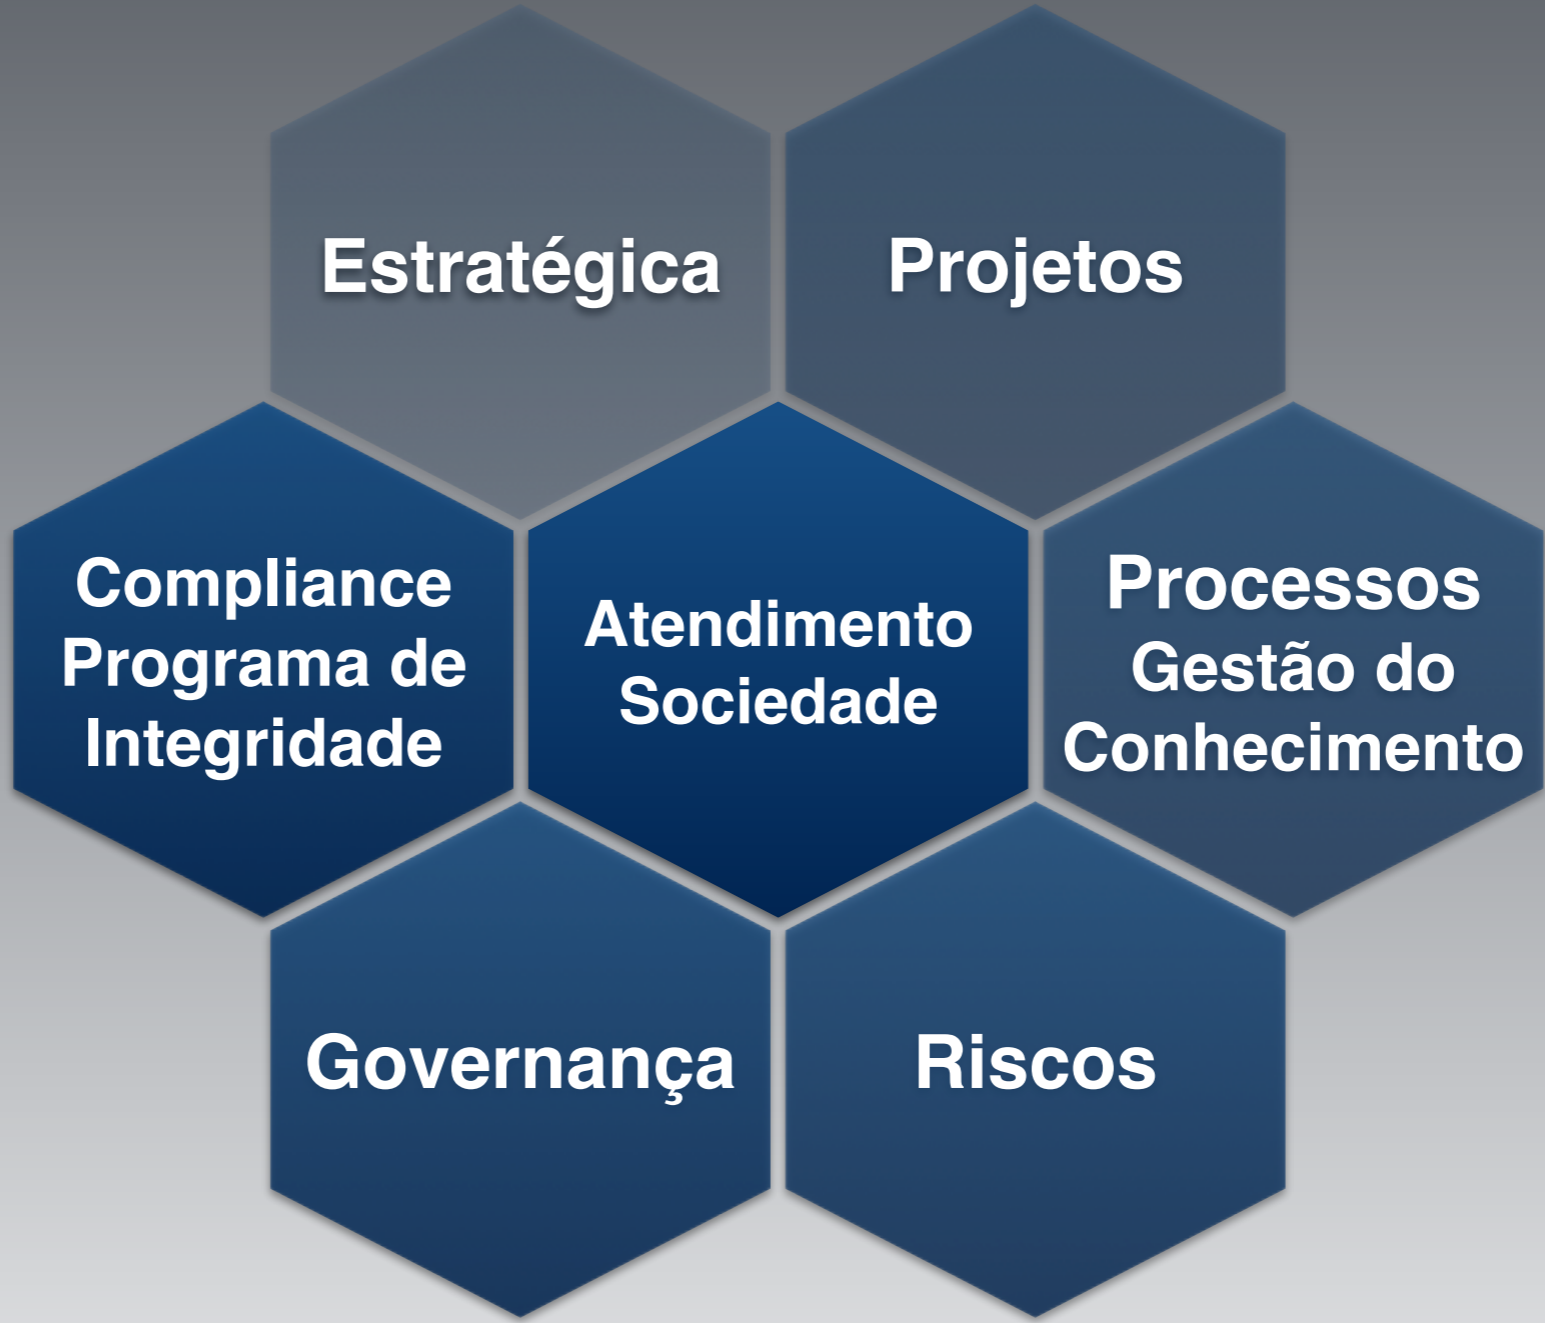 Estratégica
Projetos
Compliance
Programa de
Integridade
Atendimento
Sociedade
Processos
Gestão do
Conhecimento
Governança
Riscos